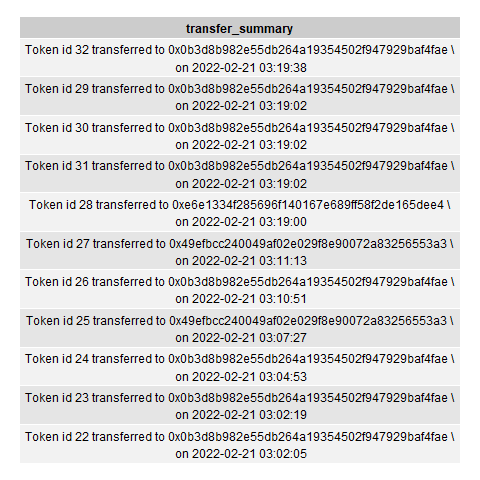 transfer_summary
Token id 32 transferred to 0x0b3d8b982e55db264a19354502f947929baf4fae \
on 2022-02-21 03:19:38
Token id 29 transferred to 0x0b3d8b982e55db264a19354502f947929baf4fae \
on 2022-02-21 03:19:02
Token id 30 transferred to 0x0b3d8b982e55db264a19354502f947929baf4fae \
on 2022-02-21 03:19:02
Token id 31 transferred to 0x0b3d8b982e55db264a19354502f947929baf4fae \
on 2022-02-21 03:19:02
Token id 28 transferred to 0xe6e1334f285696f140167e689ff58f2de165dee4 \
on 2022-02-21 03:19:00
Token id 27 transferred to 0x49efbcc240049af02e029f8e90072a83256553a3 \
on 2022-02-21 03:11:13
Token id 26 transferred to 0x0b3d8b982e55db264a19354502f947929baf4fae \
on 2022-02-21 03:10:51
Token id 25 transferred to 0x49efbcc240049af02e029f8e90072a83256553a3 \
on 2022-02-21 03:07:27
Token id 24 transferred to 0x0b3d8b982e55db264a19354502f947929baf4fae \
on 2022-02-21 03:04:53
Token id 23 transferred to 0x0b3d8b982e55db264a19354502f947929baf4fae \
on 2022-02-21 03:02:19
Token id 22 transferred to 0x0b3d8b982e55db264a19354502f947929baf4fae \
on 2022-02-21 03:02:05